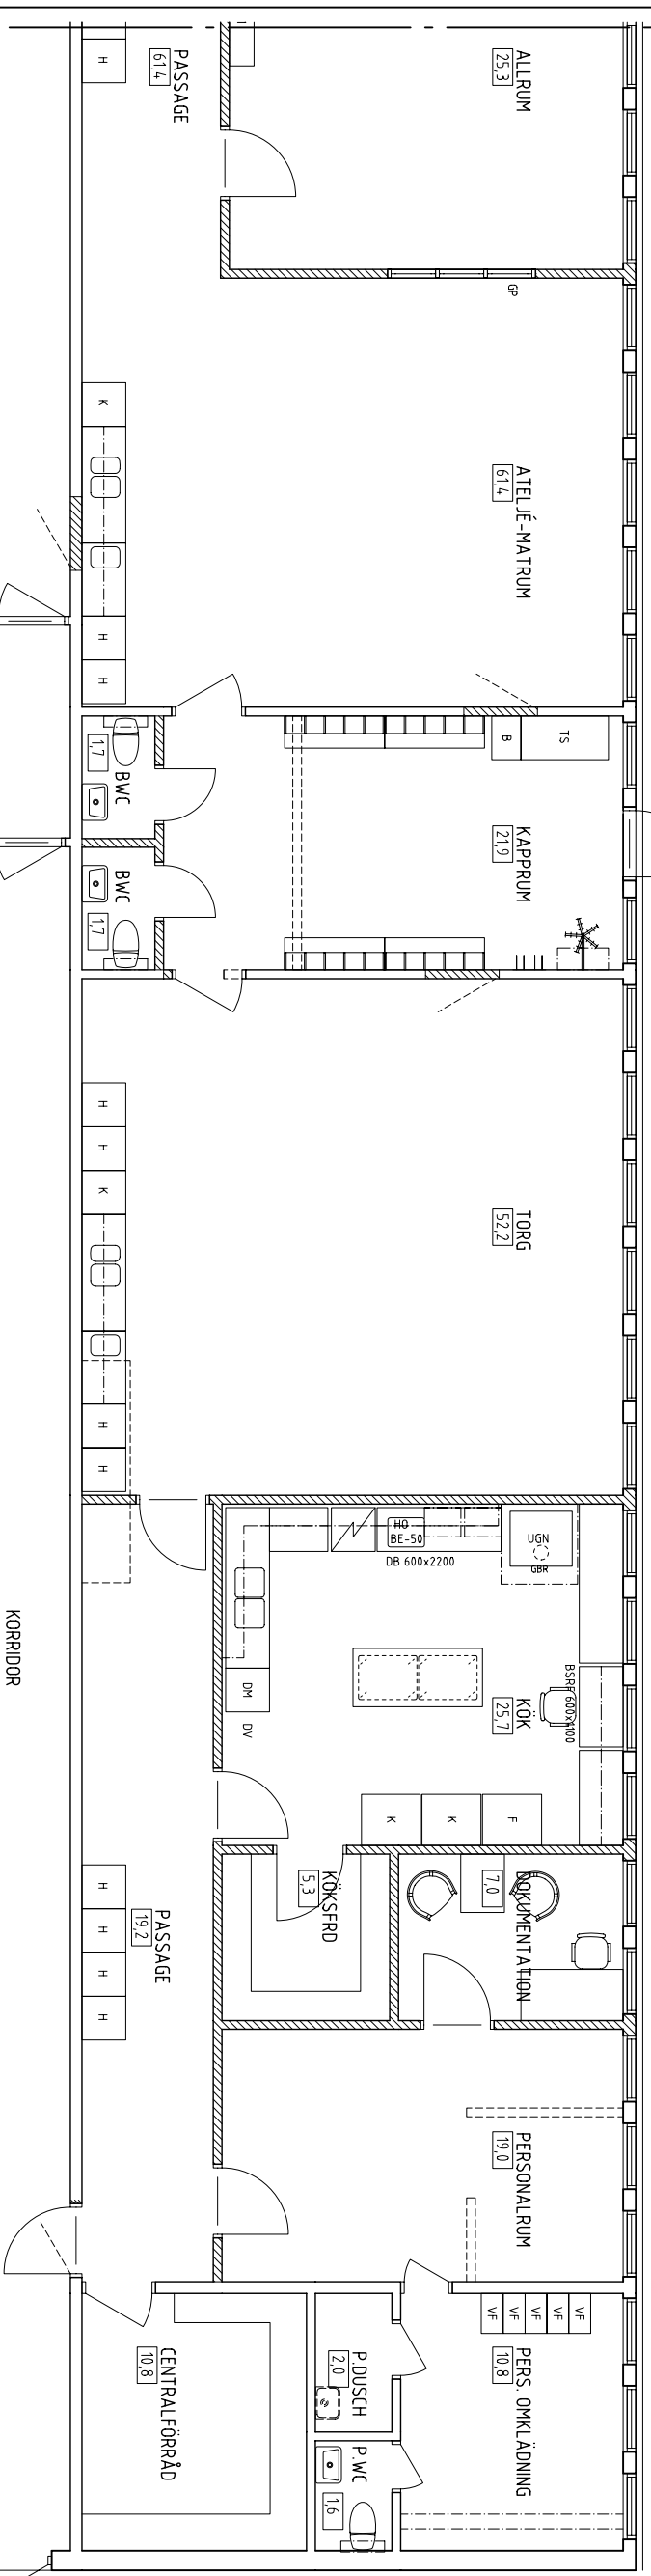 H
PASSAGE
61,4
ALLRUM
25,3
GP
K
H
H
ATELJÉ-MATRUM
61,4
BWC
1,7
BWC
1,7
B
TS
KAPPRUM
21,9
H
H
K
H
H
TORG
52,2
HO
BE-50
DB 600x2200
UGN
GBR
DM
DV
KÖK
25,7
BSRF 600x1100
K
K
F
KORRIDOR
H
H
H
H
PASSAGE
19,2
KÖKSFRD
5,3
DOKUMENTATION
7,0
PERSONALRUM
19,0
VF
VF
VF
VF
VF
PERS. OMKLÄDNING
10,8
P.DUSCH
2,0
P.WC
1,6
CENTRALFÖRRÅD
10,8